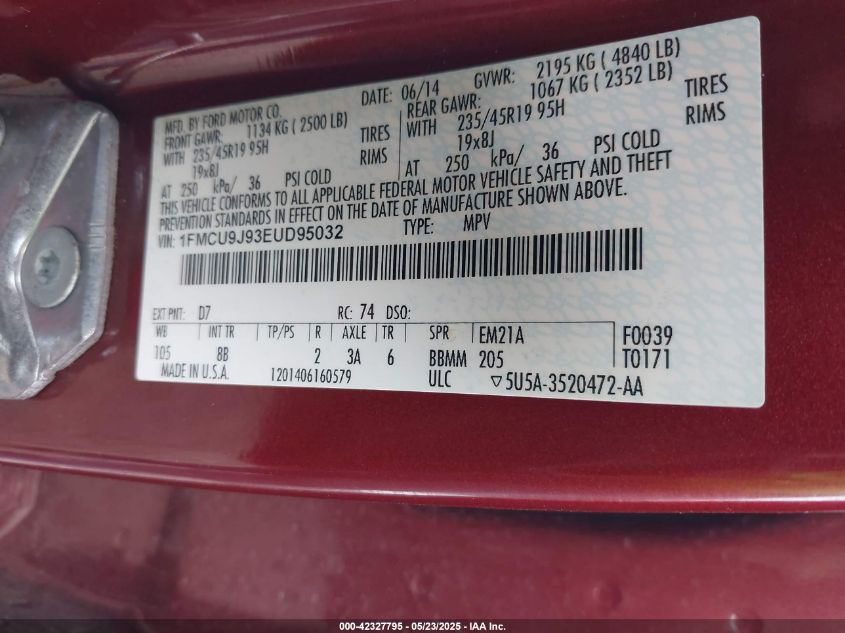 MFD. BY FORD MOTOR CO. DATE: 06/14 GVWR: 2195 KG ( 4840 LB)
FRONT GAWR: 1134 KG ( 2500 LB) REAR GAWR: 1067 KG ( 2352 LB)
WITH 235/45R19 95H TIRES WITH 235/45R19 95H TIRES
19x8J RIMS 19x8J RIMS
AT 250 kPa/ 36 PSI COLD AT 250 kPa/ 36 PSI COLD
THIS VEHICLE CONFORMS TO ALL APPLICABLE FEDERAL MOTOR VEHICLE SAFETY AND THEFT
PREVENTION STANDARDS IN EFFECT ON THE DATE OF MANUFACTURE SHOWN ABOVE.
VIN: 1FMCU9J93EUD95032 TYPE: MPV
EXT PNT: D7 RC: 74 DSO:
WB INT TR TP/PS R AXLE TR SPR EM21A F0039
105 8B 2 3A 6 BBMM 205 T0171
MADE IN U.S.A. 1201406160579 ULC ▽5U5A-3520472-AA
000-42327795 - 05/23/2025 - IAA Inc.